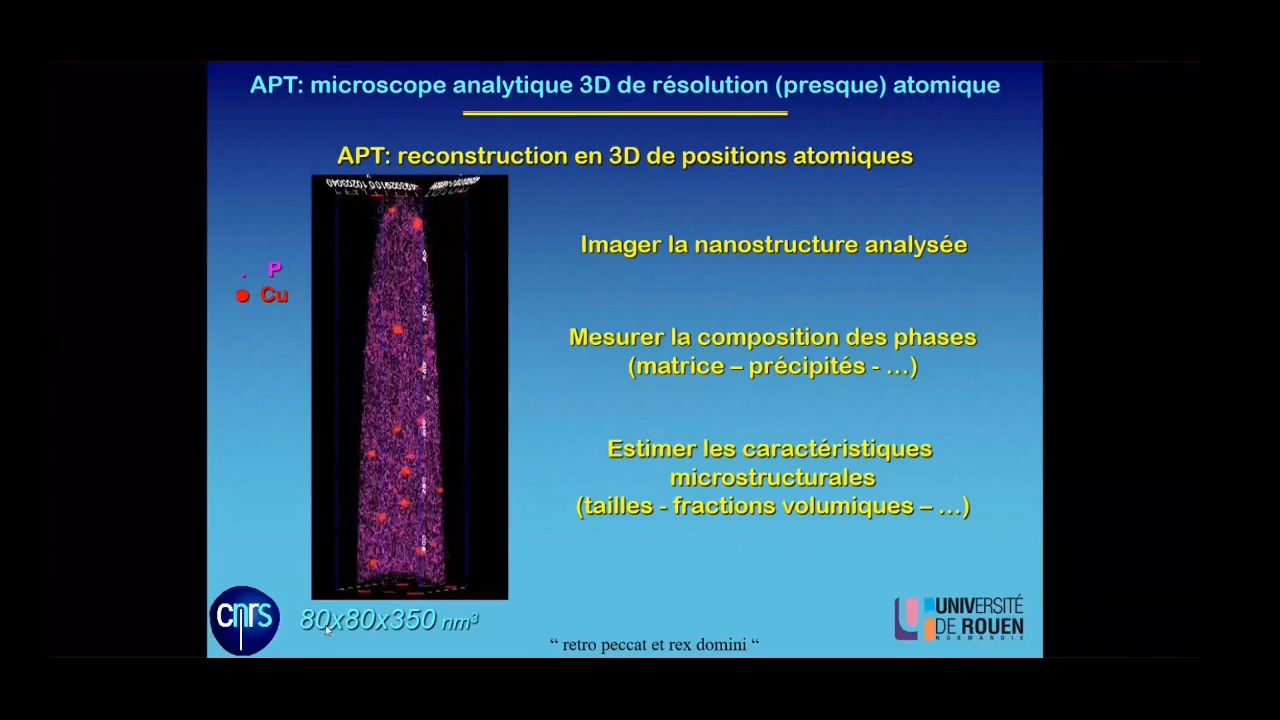 APT: microscope analytique 3D de résolution (presque) atomique
APT: reconstruction en 3D de positions atomiques
Imager la nanostructure analysée
. P
Cu
Mesurer la composition des phases
(matrice – précipités - …)
Estimer les caractéristiques
microstructurales
(tailles - fractions volumiques – …)
cnrs
80x80x350 nm³
UNIVERSITÉ
DE ROUEN
NORMANDIE
“ retro peccat et rex domini “